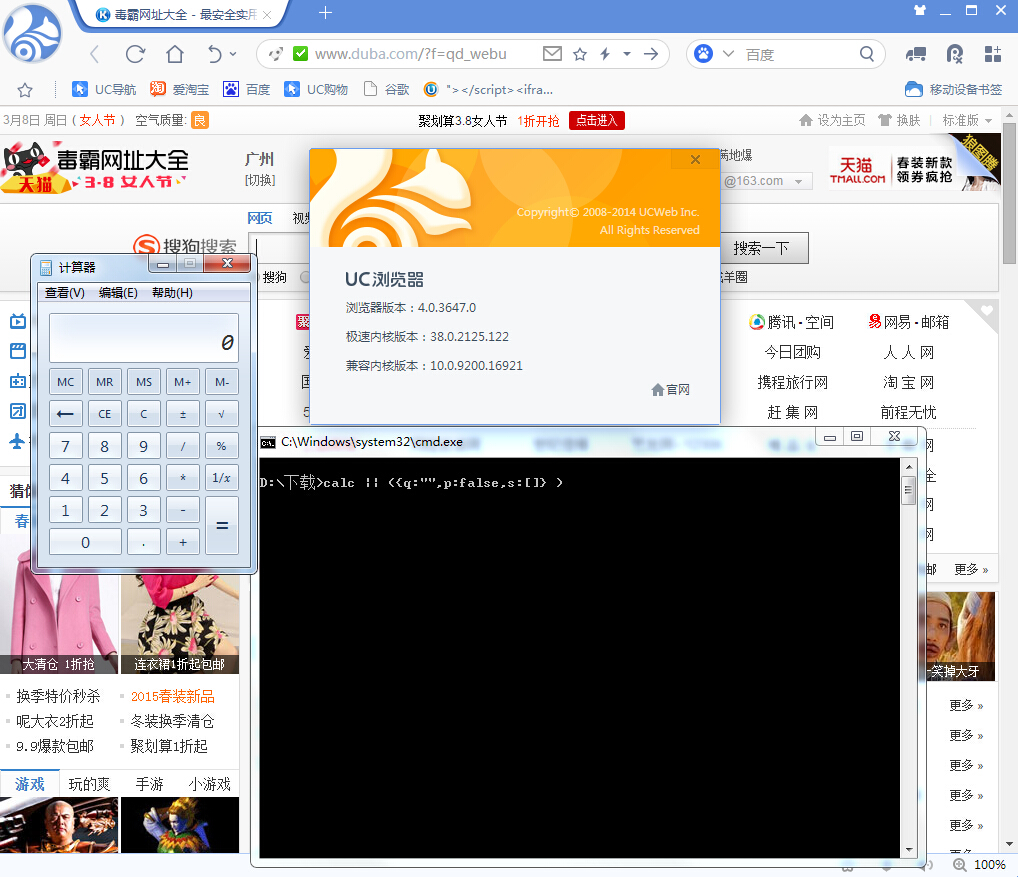 毒霸网址大全 - 最安全实用
www.duba.com/?f=qd_webu
百度
UC导航
爱淘宝
百度
UC购物
谷歌
"></script><ifra...
移动设备书签
3月8日 周日 ( 女人节 ) 空气质量: 良
聚划算3.8女人节 1折开抢 点击进入
设为主页 换肤 标准版
毒霸网址大全
天猫 3·8 女人节
广州
[切换]
满地爆
@163.com
天猫
TMALL.COM
春装新款
领券疯抢
狼图腾
网页
搜狗搜索
搜狗
搜索一下
羊圈
Copyright© 2008-2014 UCWeb Inc.
All Rights Reserved
UC浏览器
浏览器版本：4.0.3647.0
极速内核版本：38.0.2125.122
兼容内核版本：10.0.9200.16921
官网
计算器
查看(V) 编辑(E) 帮助(H)
0
MC MR MS M+ M-
← CE C ± √
7 8 9 / %
4 5 6 * 1/x
1 2 3 - =
0 . +
腾讯·空间 网易·邮箱
今日团购 人 人 网
携程旅行网 淘 宝 网
赶 集 网 前程无忧
网
全
网
网
邮 更多 »
C:\Windows\system32\cmd.exe
D:\下载>calc || ({q:"",p:false,s:[]} )
春
大清仓 1折抢
连衣裙1折起包邮
一笑掉大牙
换季特价秒杀 2015春装新品
呢大衣2折起 冬装换季清仓
9.9爆款包邮 聚划算1折起
游戏 玩的爽 手游 小游戏
更多 »
更多 »
更多 »
更多 »
更多 »
100%